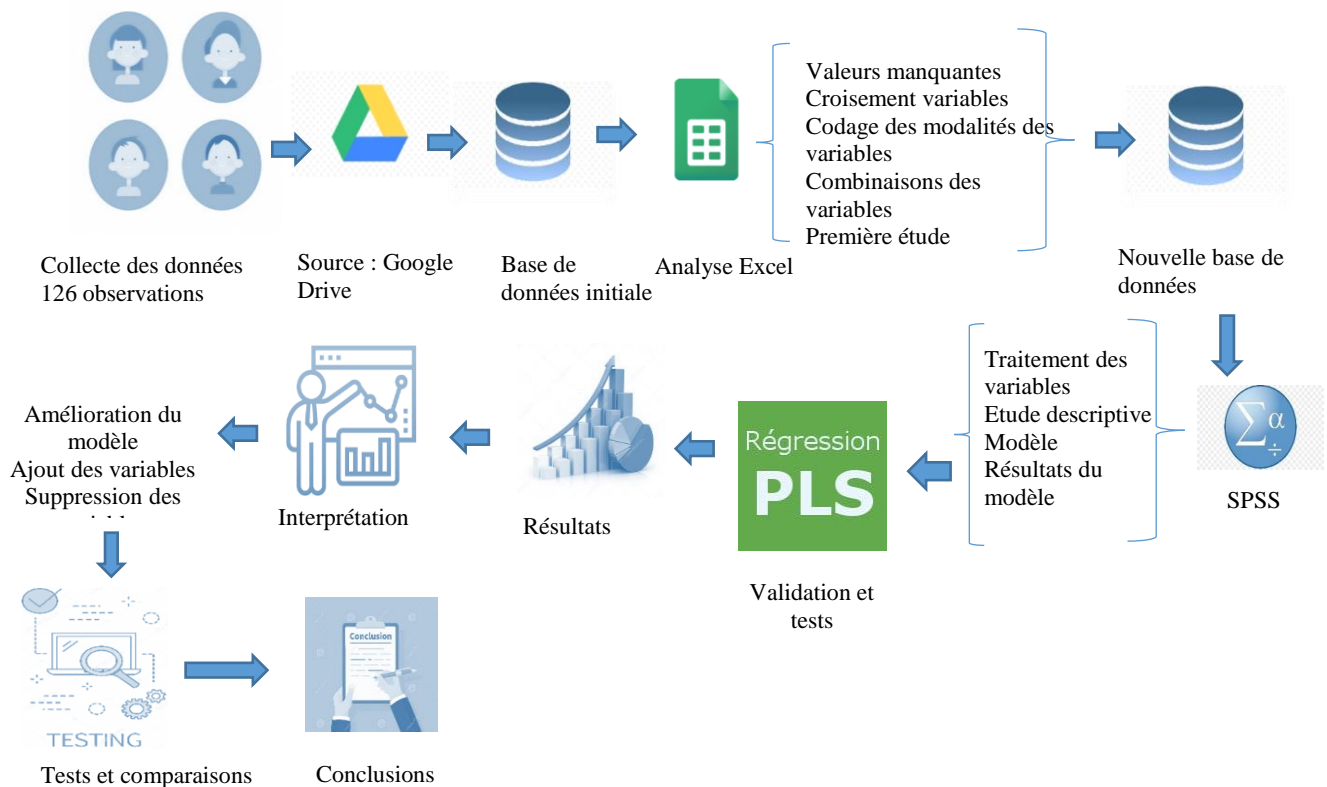 Collecte des données
126 observations
Source : Google
Drive
Base de
données initiale
Analyse Excel
Valeurs manquantes
Croisement variables
Codage des modalités des
variables
Combinaisons des
variables
Première étude
Nouvelle base de
données
SPSS
Σ α
÷
Traitement des
variables
Etude descriptive
Modèle
Résultats du
modèle
Régression
PLS
Validation et
tests
Résultats
Interprétation
Amélioration du
modèle
Ajout des variables
Suppression des
TESTING
Tests et comparaisons
Conclusion
Conclusions